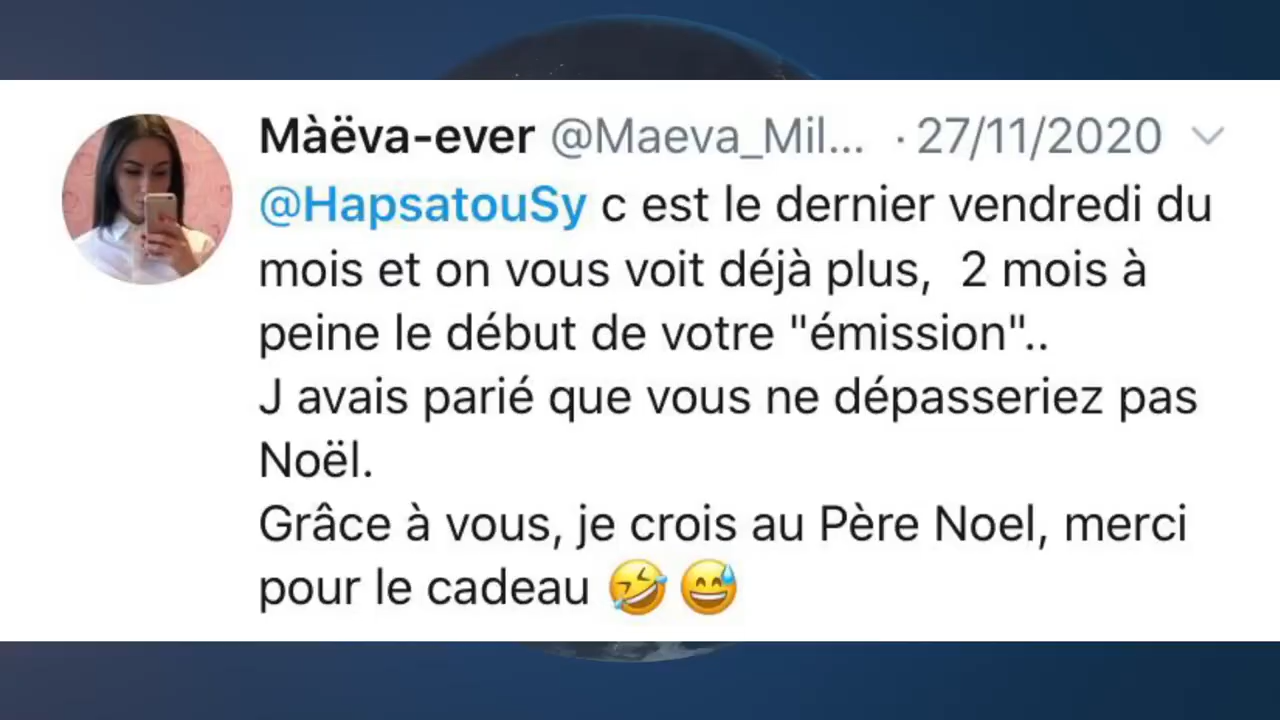 Màëva-ever @Maeva_Mil... · 27/11/2020
@HapsatouSy c est le dernier vendredi du
mois et on vous voit déjà plus,  2 mois à
peine le début de votre "émission"..
J avais parié que vous ne dépasseriez pas
Noël.
Grâce à vous, je crois au Père Noel, merci
pour le cadeau 🤣 😅